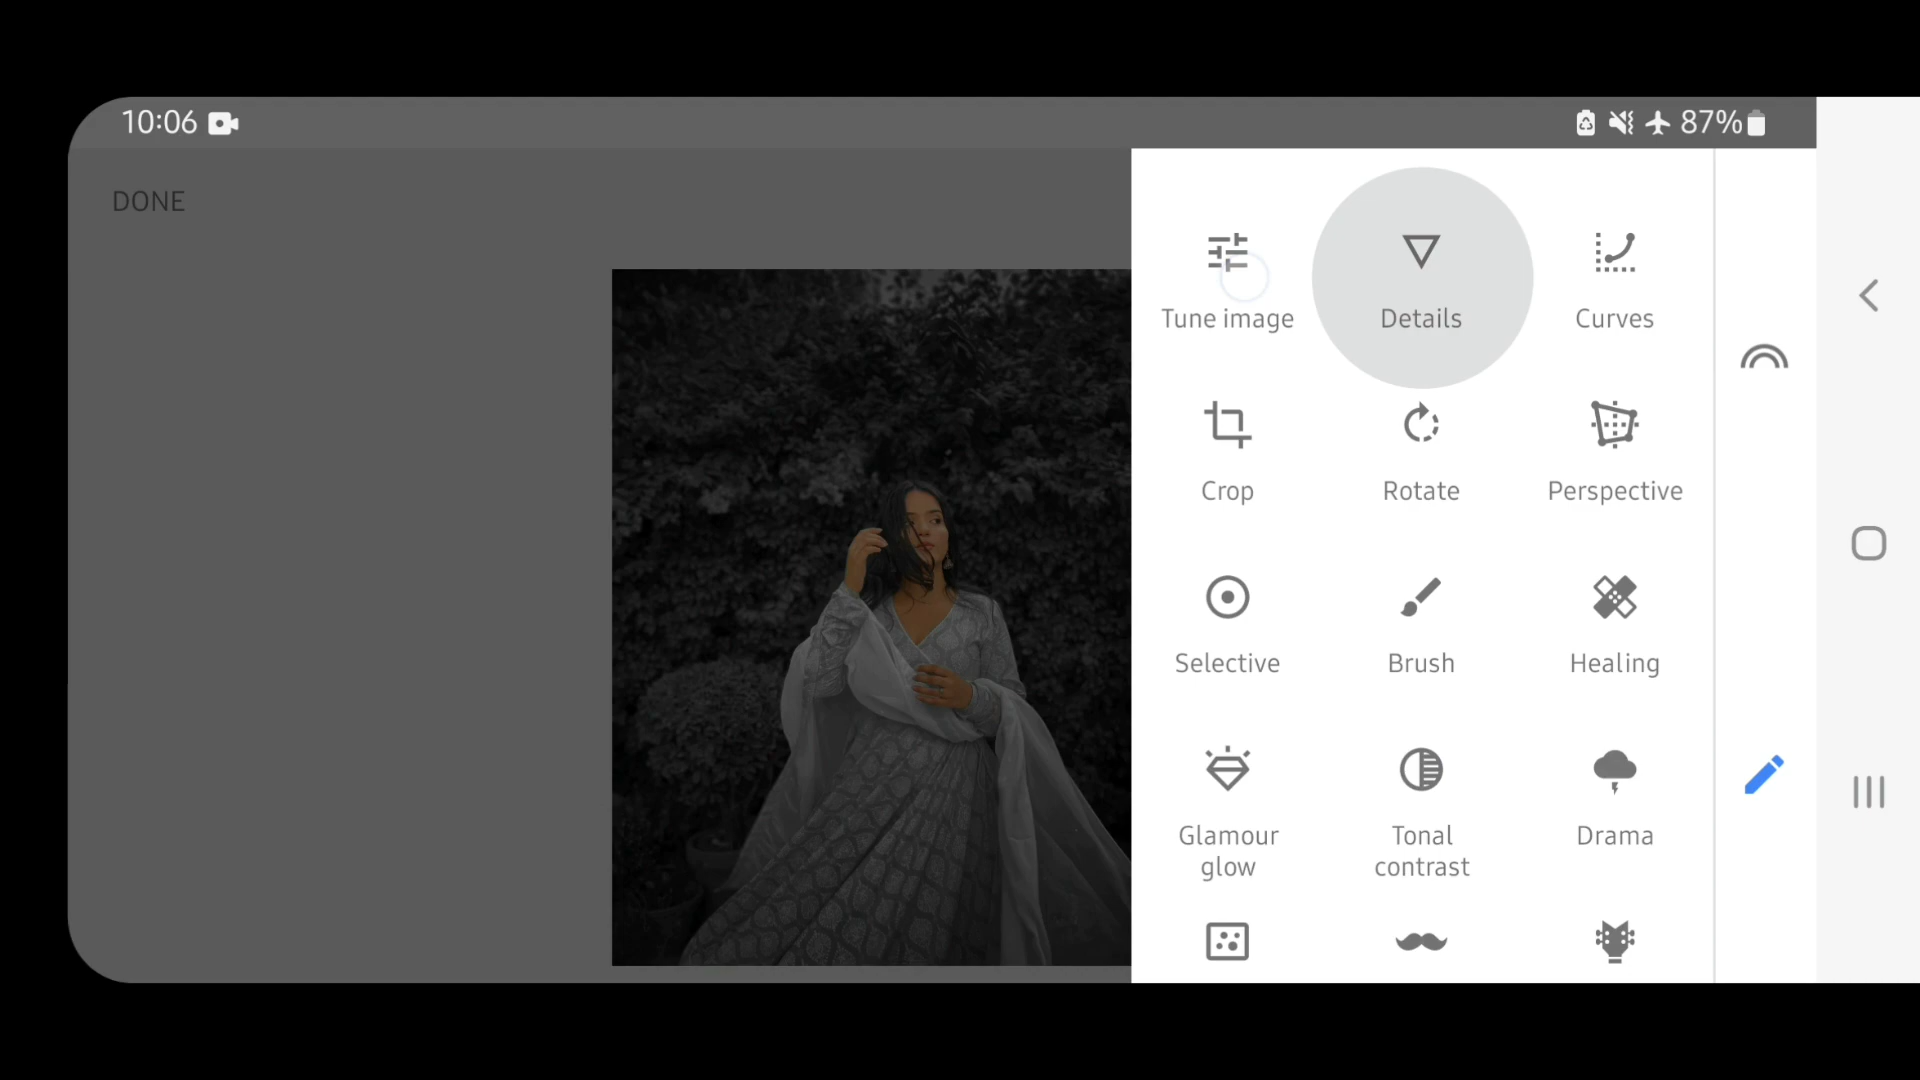 10:06
87%
DONE
Tune image
Details
Curves
Crop
Rotate
Perspective
Selective
Brush
Healing
Glamour
glow
Tonal
contrast
Drama